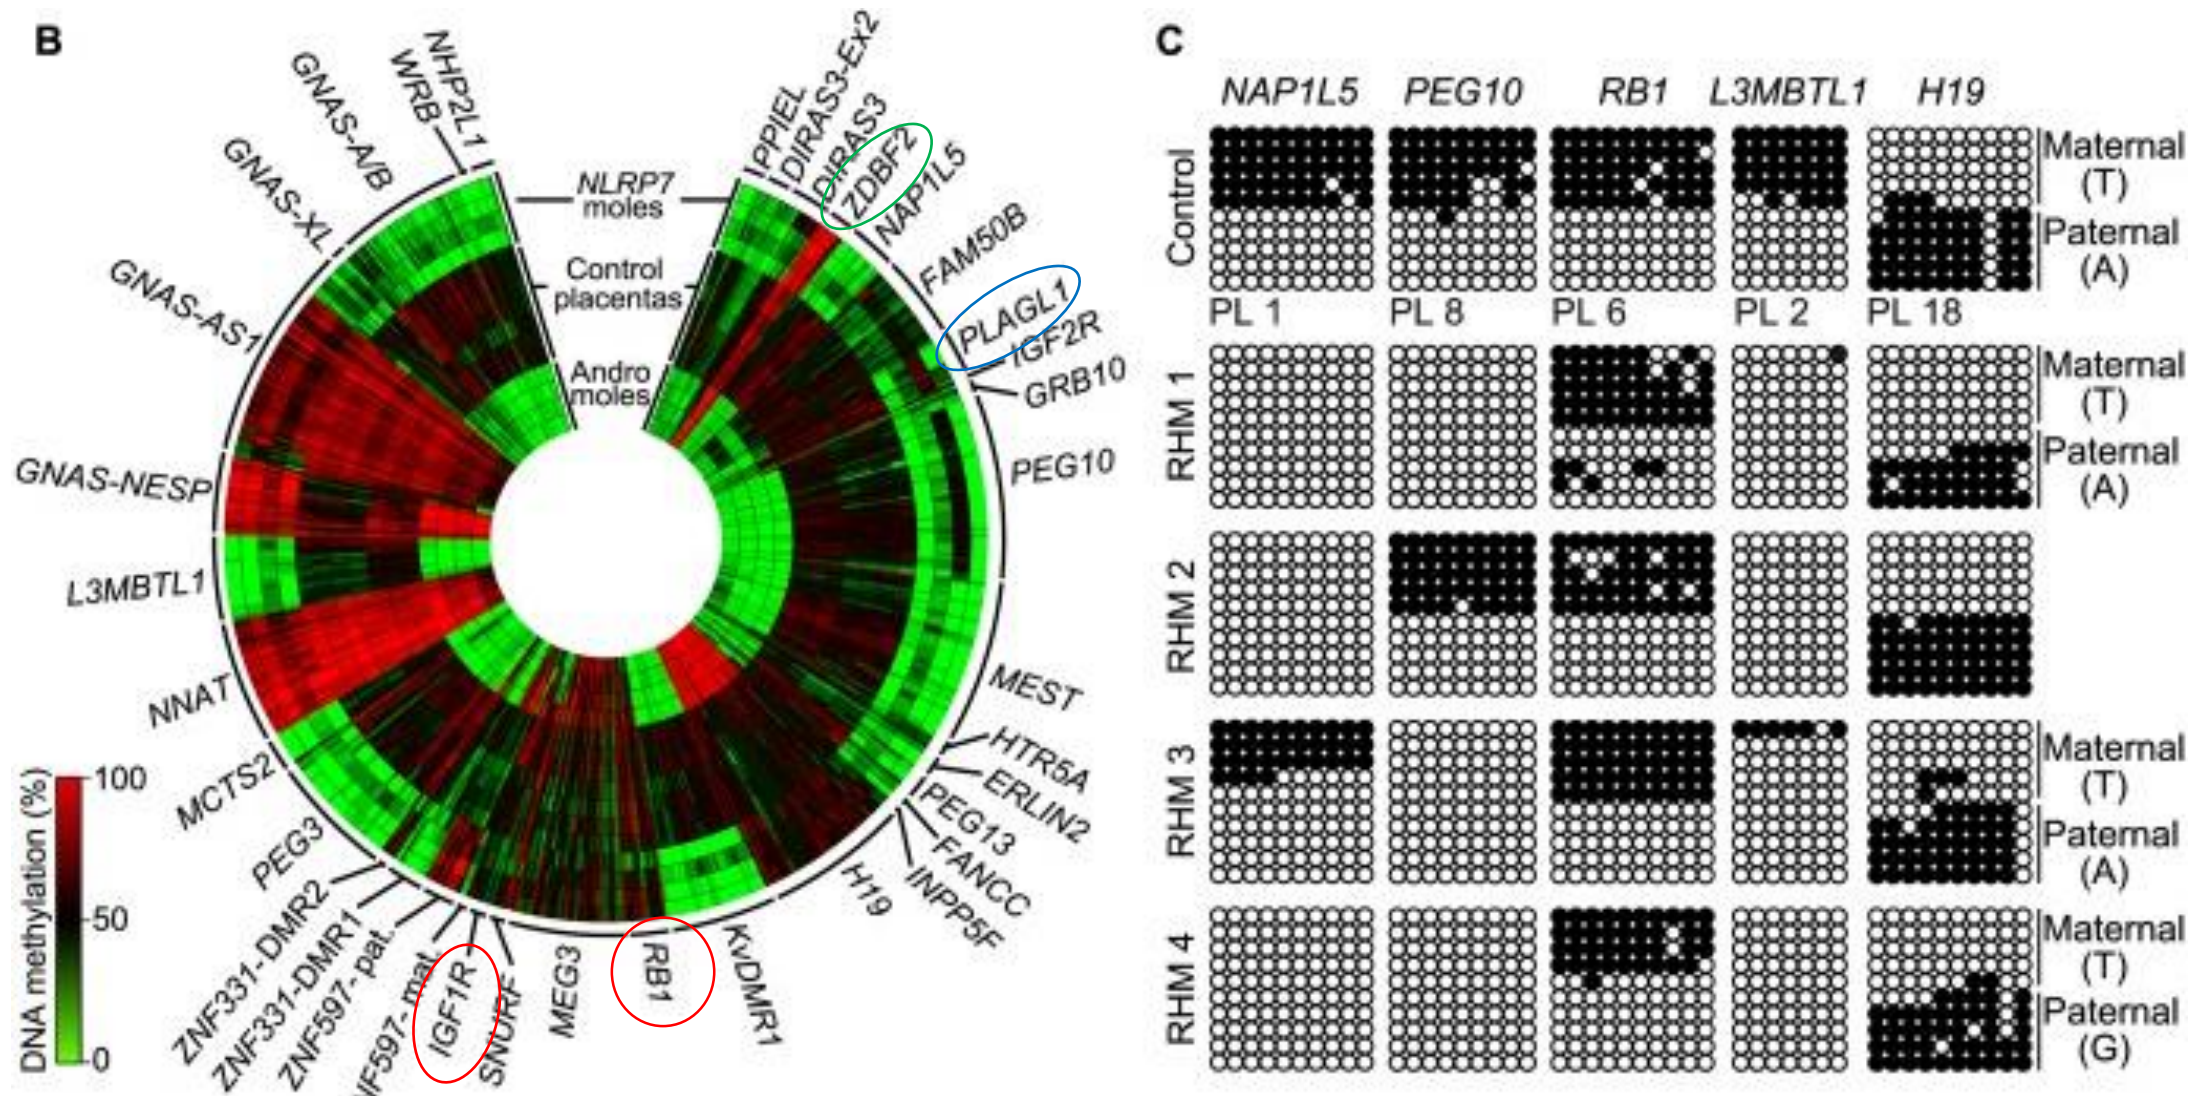 B
NHP2L1
WRB
GNAS-A/B
GNAS-XL
GNAS-AS1
GNAS-NESP
L3MBTL1
NNAT
MCTS2
PEG3
ZNF331-DMR2
ZNF331-DMR1
ZNF597-pat.
NF597-mat.
IGF1R
SNURF
MEG3
RB1
KvDMR1
H19
INPP5F
FANCC
PEG13
ERLIN2
HTR5A
MEST
PEG10
GRB10
IGF2R
PLAGL1
FAM50B
NAP1L5
ZDBF2
DIRAS3
DIRAS3-Ex2
PPIEL
NLRP7
moles
Control
placentas
Andro
moles
DNA methylation (%)
100
50
0
C
NAP1L5 PEG10 RB1 L3MBTL1 H19
Control
Maternal
(T)
Paternal
(A)
PL 1 PL 8 PL 6 PL 2 PL 18
RHM 1
Maternal
(T)
Paternal
(A)
RHM 2
RHM 3
Maternal
(T)
Paternal
(A)
RHM 4
Maternal
(T)
Paternal
(G)